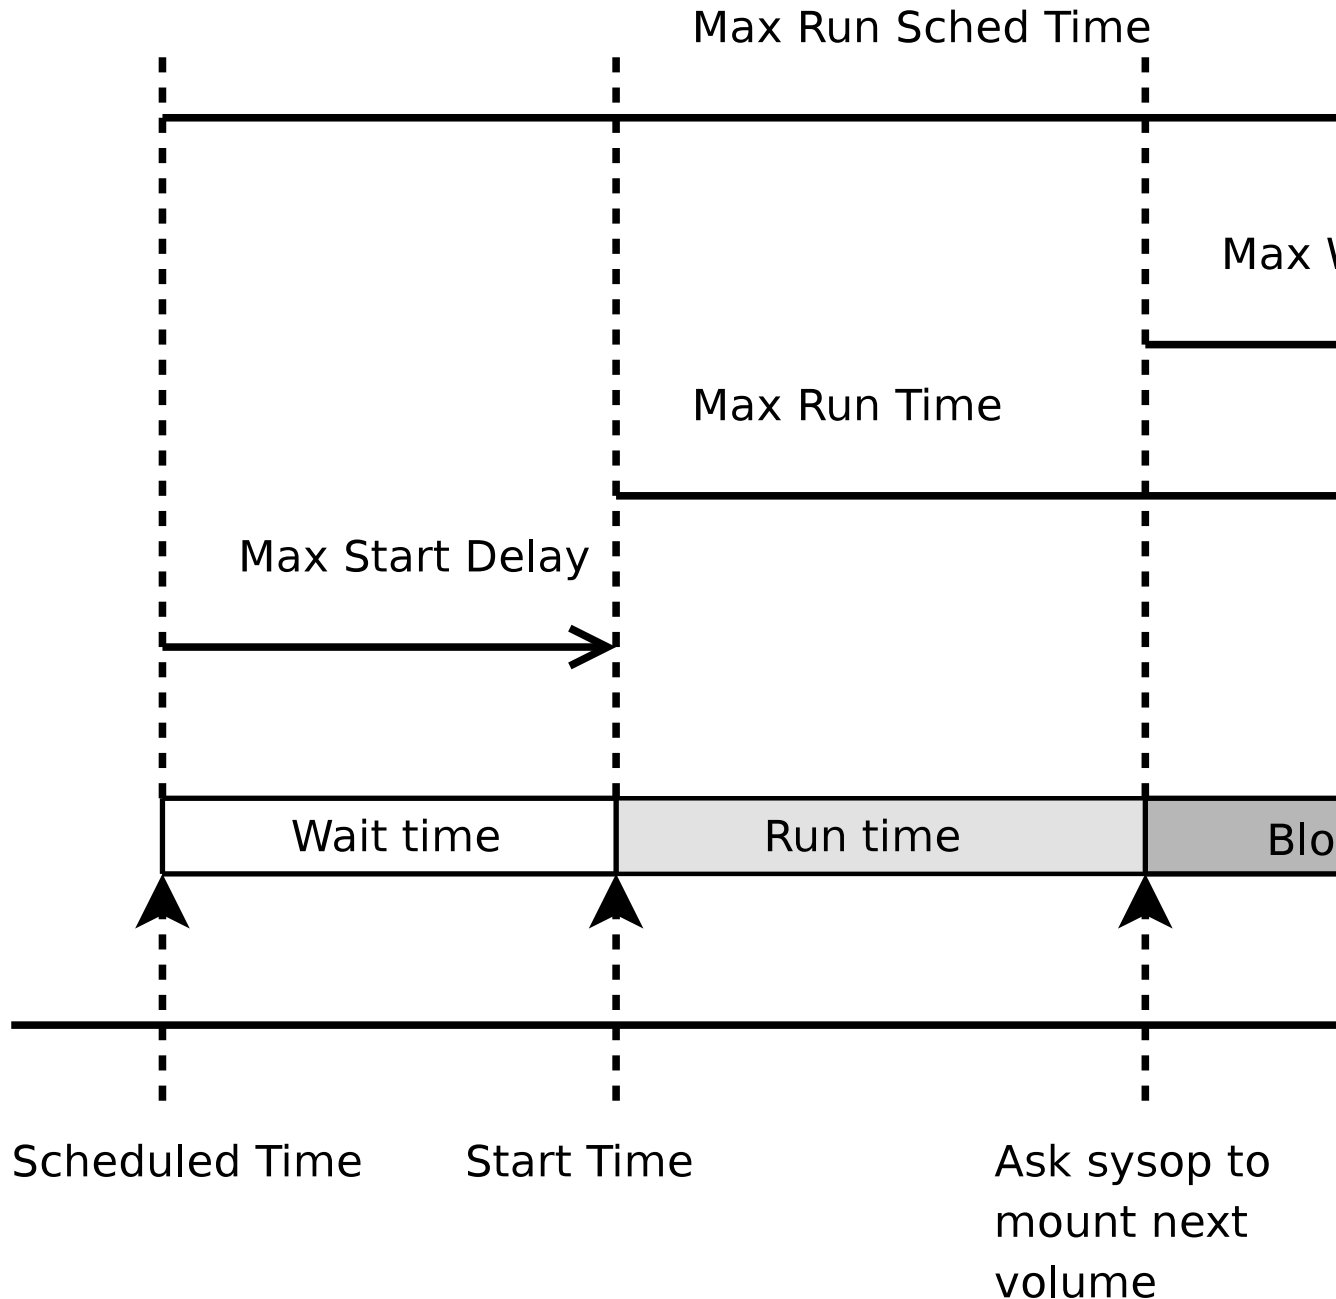 Max Run Sched Time
Max
Max Run Time
Max Start Delay
Wait time
Run time
Scheduled Time
Start Time
Ask sysop to
mount next
volume